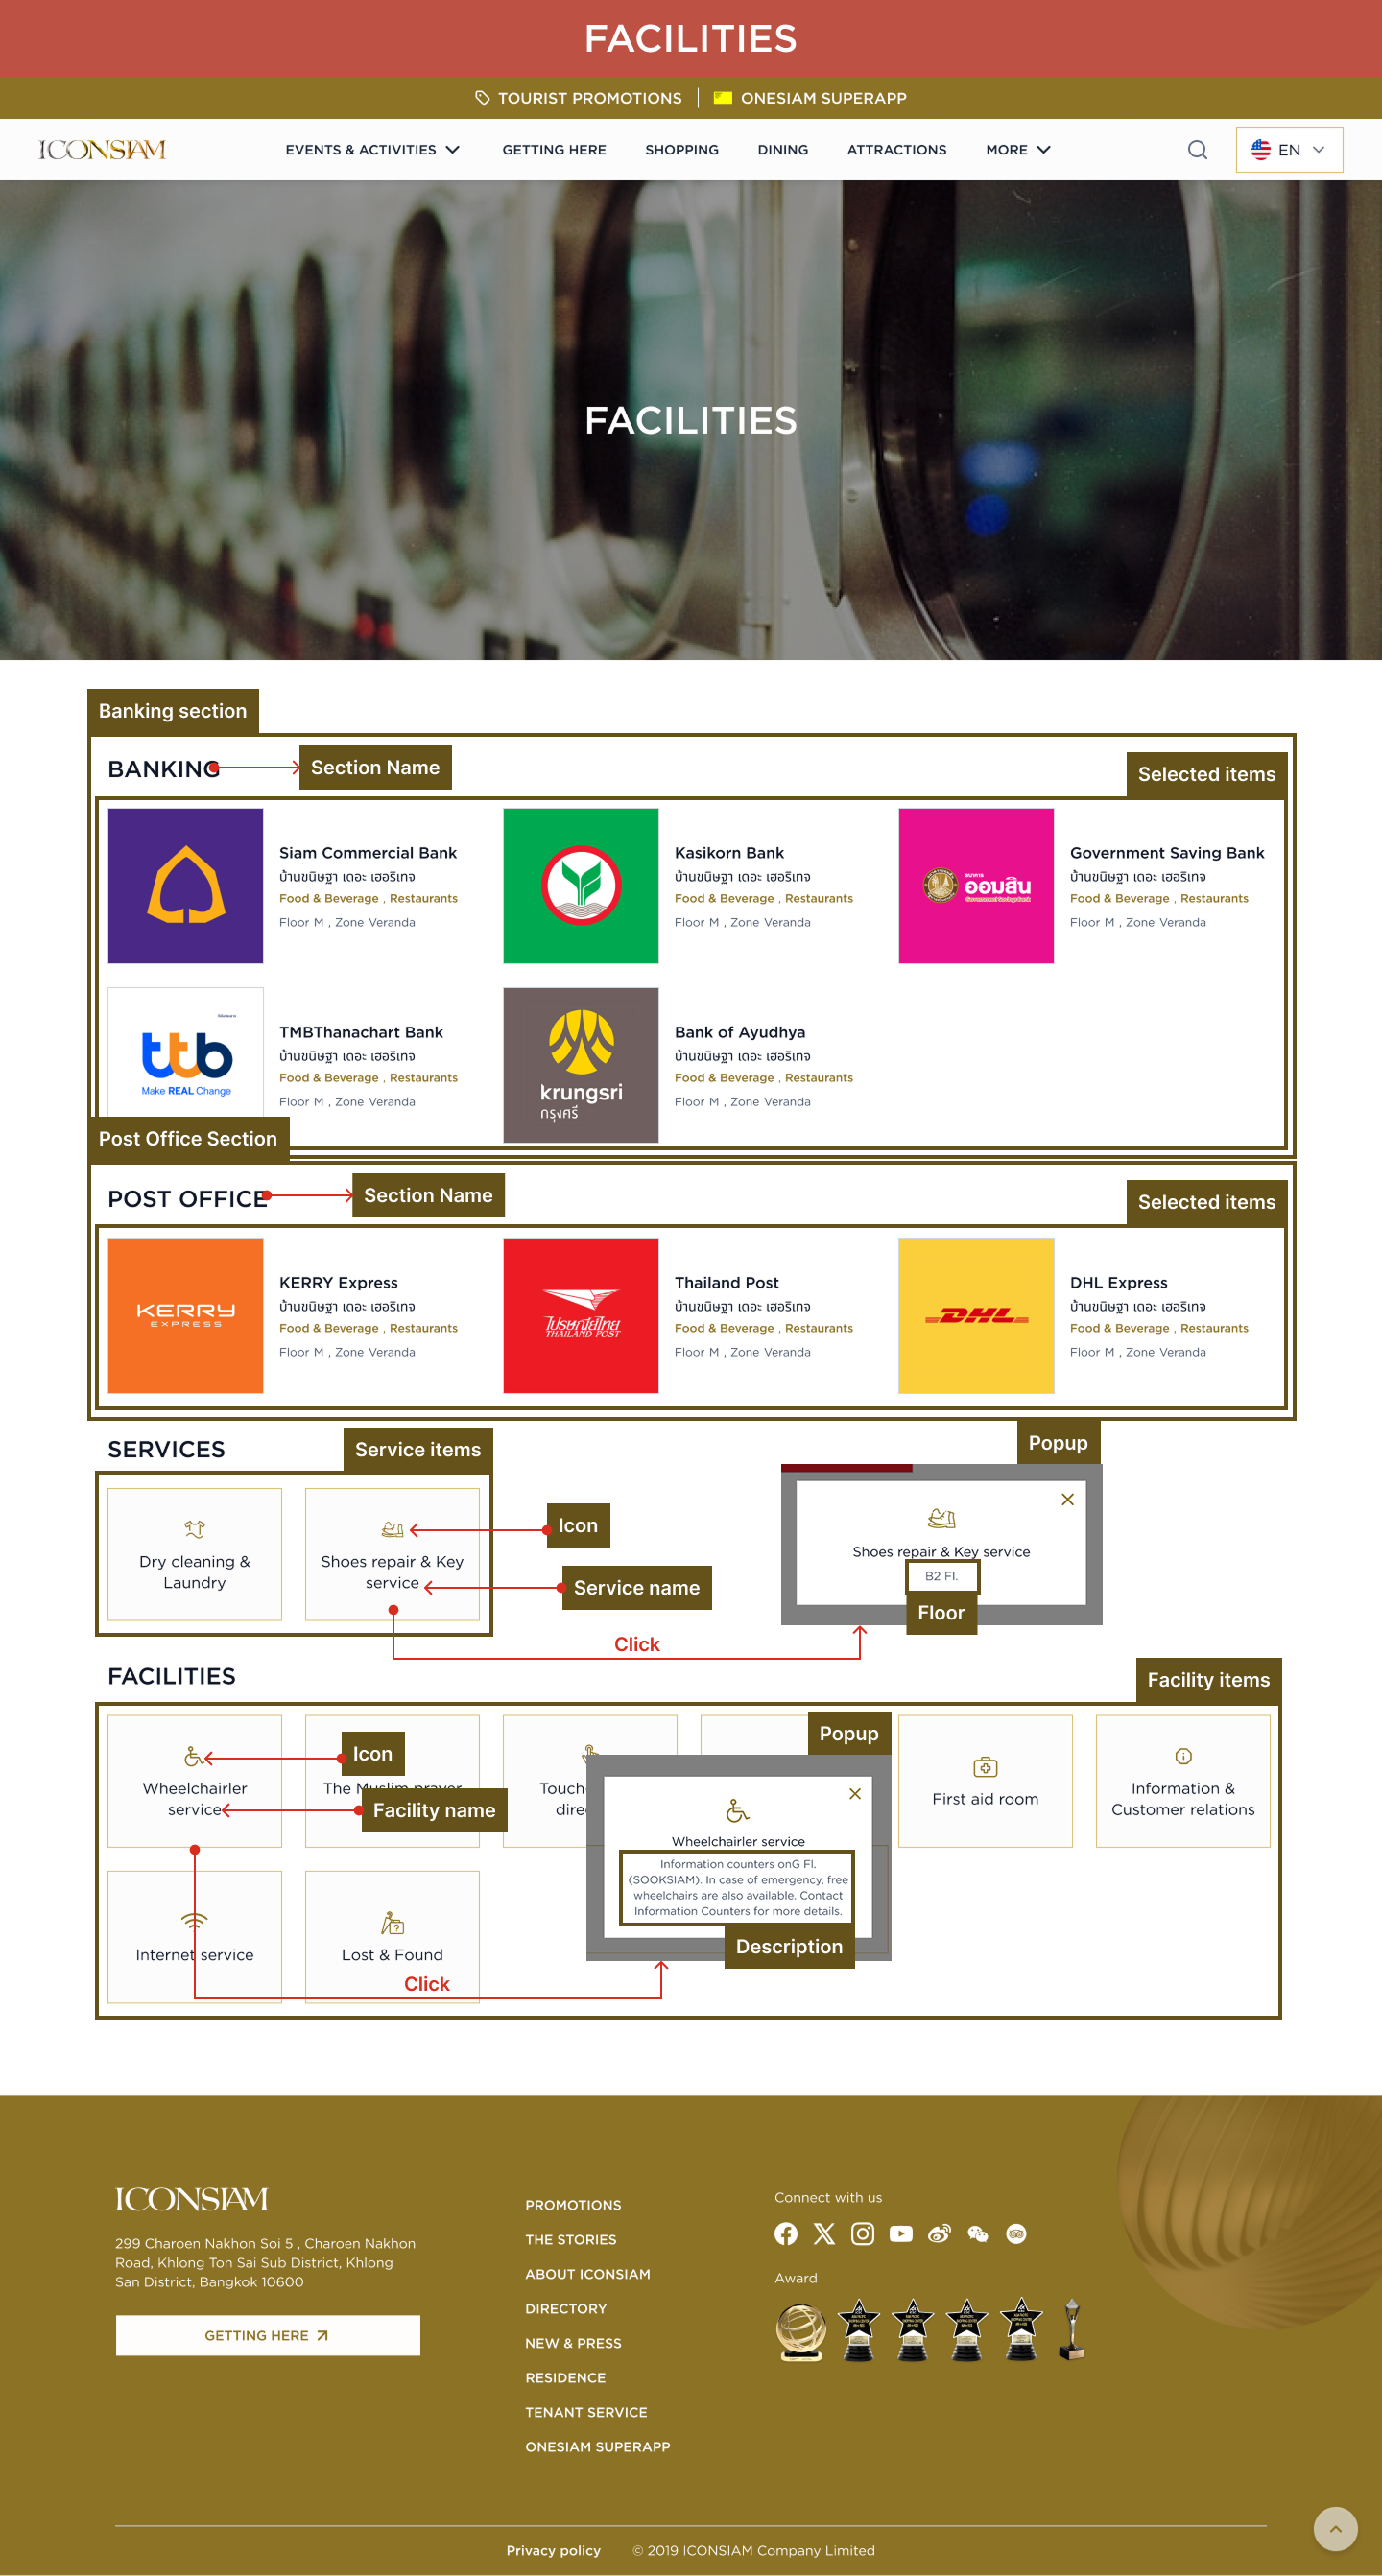 FACILITIES
TOURIST PROMOTIONS
ONESIAM SUPERAPP
ICONSIAM
EVENTS & ACTIVITIES
GETTING HERE
SHOPPING
DINING
ATTRACTIONS
MORE
EN
FACILITIES
Banking section
BANKING
Section Name
Selected items
Siam Commercial Bank
บ้านขนิษฐา เดอะ เฮอริเทจ
Food & Beverage , Restaurants
Floor M , Zone Veranda
Kasikorn Bank
บ้านขนิษฐา เดอะ เฮอริเทจ
Food & Beverage , Restaurants
Floor M , Zone Veranda
ธนาคาร
ออมสิน
Government Savings Bank
Government Saving Bank
บ้านขนิษฐา เดอะ เฮอริเทจ
Food & Beverage , Restaurants
Floor M , Zone Veranda
ttb
Make REAL Change
TMBThanachart Bank
บ้านขนิษฐา เดอะ เฮอริเทจ
Food & Beverage , Restaurants
Floor M , Zone Veranda
krungsri
กรุงศรี
Bank of Ayudhya
บ้านขนิษฐา เดอะ เฮอริเทจ
Food & Beverage , Restaurants
Floor M , Zone Veranda
Post Office Section
POST OFFICE
Section Name
Selected items
KERRY
EXPRESS
KERRY Express
บ้านขนิษฐา เดอะ เฮอริเทจ
Food & Beverage , Restaurants
Floor M , Zone Veranda
ไปรษณีย์ไทย
THAILAND POST
Thailand Post
บ้านขนิษฐา เดอะ เฮอริเทจ
Food & Beverage , Restaurants
Floor M , Zone Veranda
DHL
DHL Express
บ้านขนิษฐา เดอะ เฮอริเทจ
Food & Beverage , Restaurants
Floor M , Zone Veranda
SERVICES
Service items
Dry cleaning &
Laundry
Shoes repair & Key
service
Icon
Service name
Click
Popup
Shoes repair & Key service
B2 Fl.
Floor
FACILITIES
Facility items
Wheelchairler
service
Icon
Facility name
The Muslim prayer
Touch
dire
Popup
Wheelchairler service
Information counters onG Fl.
(SOOKSIAM). In case of emergency, free
wheelchairs are also available. Contact
Information Counters for more details.
Description
First aid room
Information &
Customer relations
Internet service
Lost & Found
Click
ICONSIAM
299 Charoen Nakhon Soi 5 , Charoen Nakhon
Road, Khlong Ton Sai Sub District, Khlong
San District, Bangkok 10600
GETTING HERE
PROMOTIONS
THE STORIES
ABOUT ICONSIAM
DIRECTORY
NEW & PRESS
RESIDENCE
TENANT SERVICE
ONESIAM SUPERAPP
Connect with us
Award
Privacy policy
© 2019 ICONSIAM Company Limited